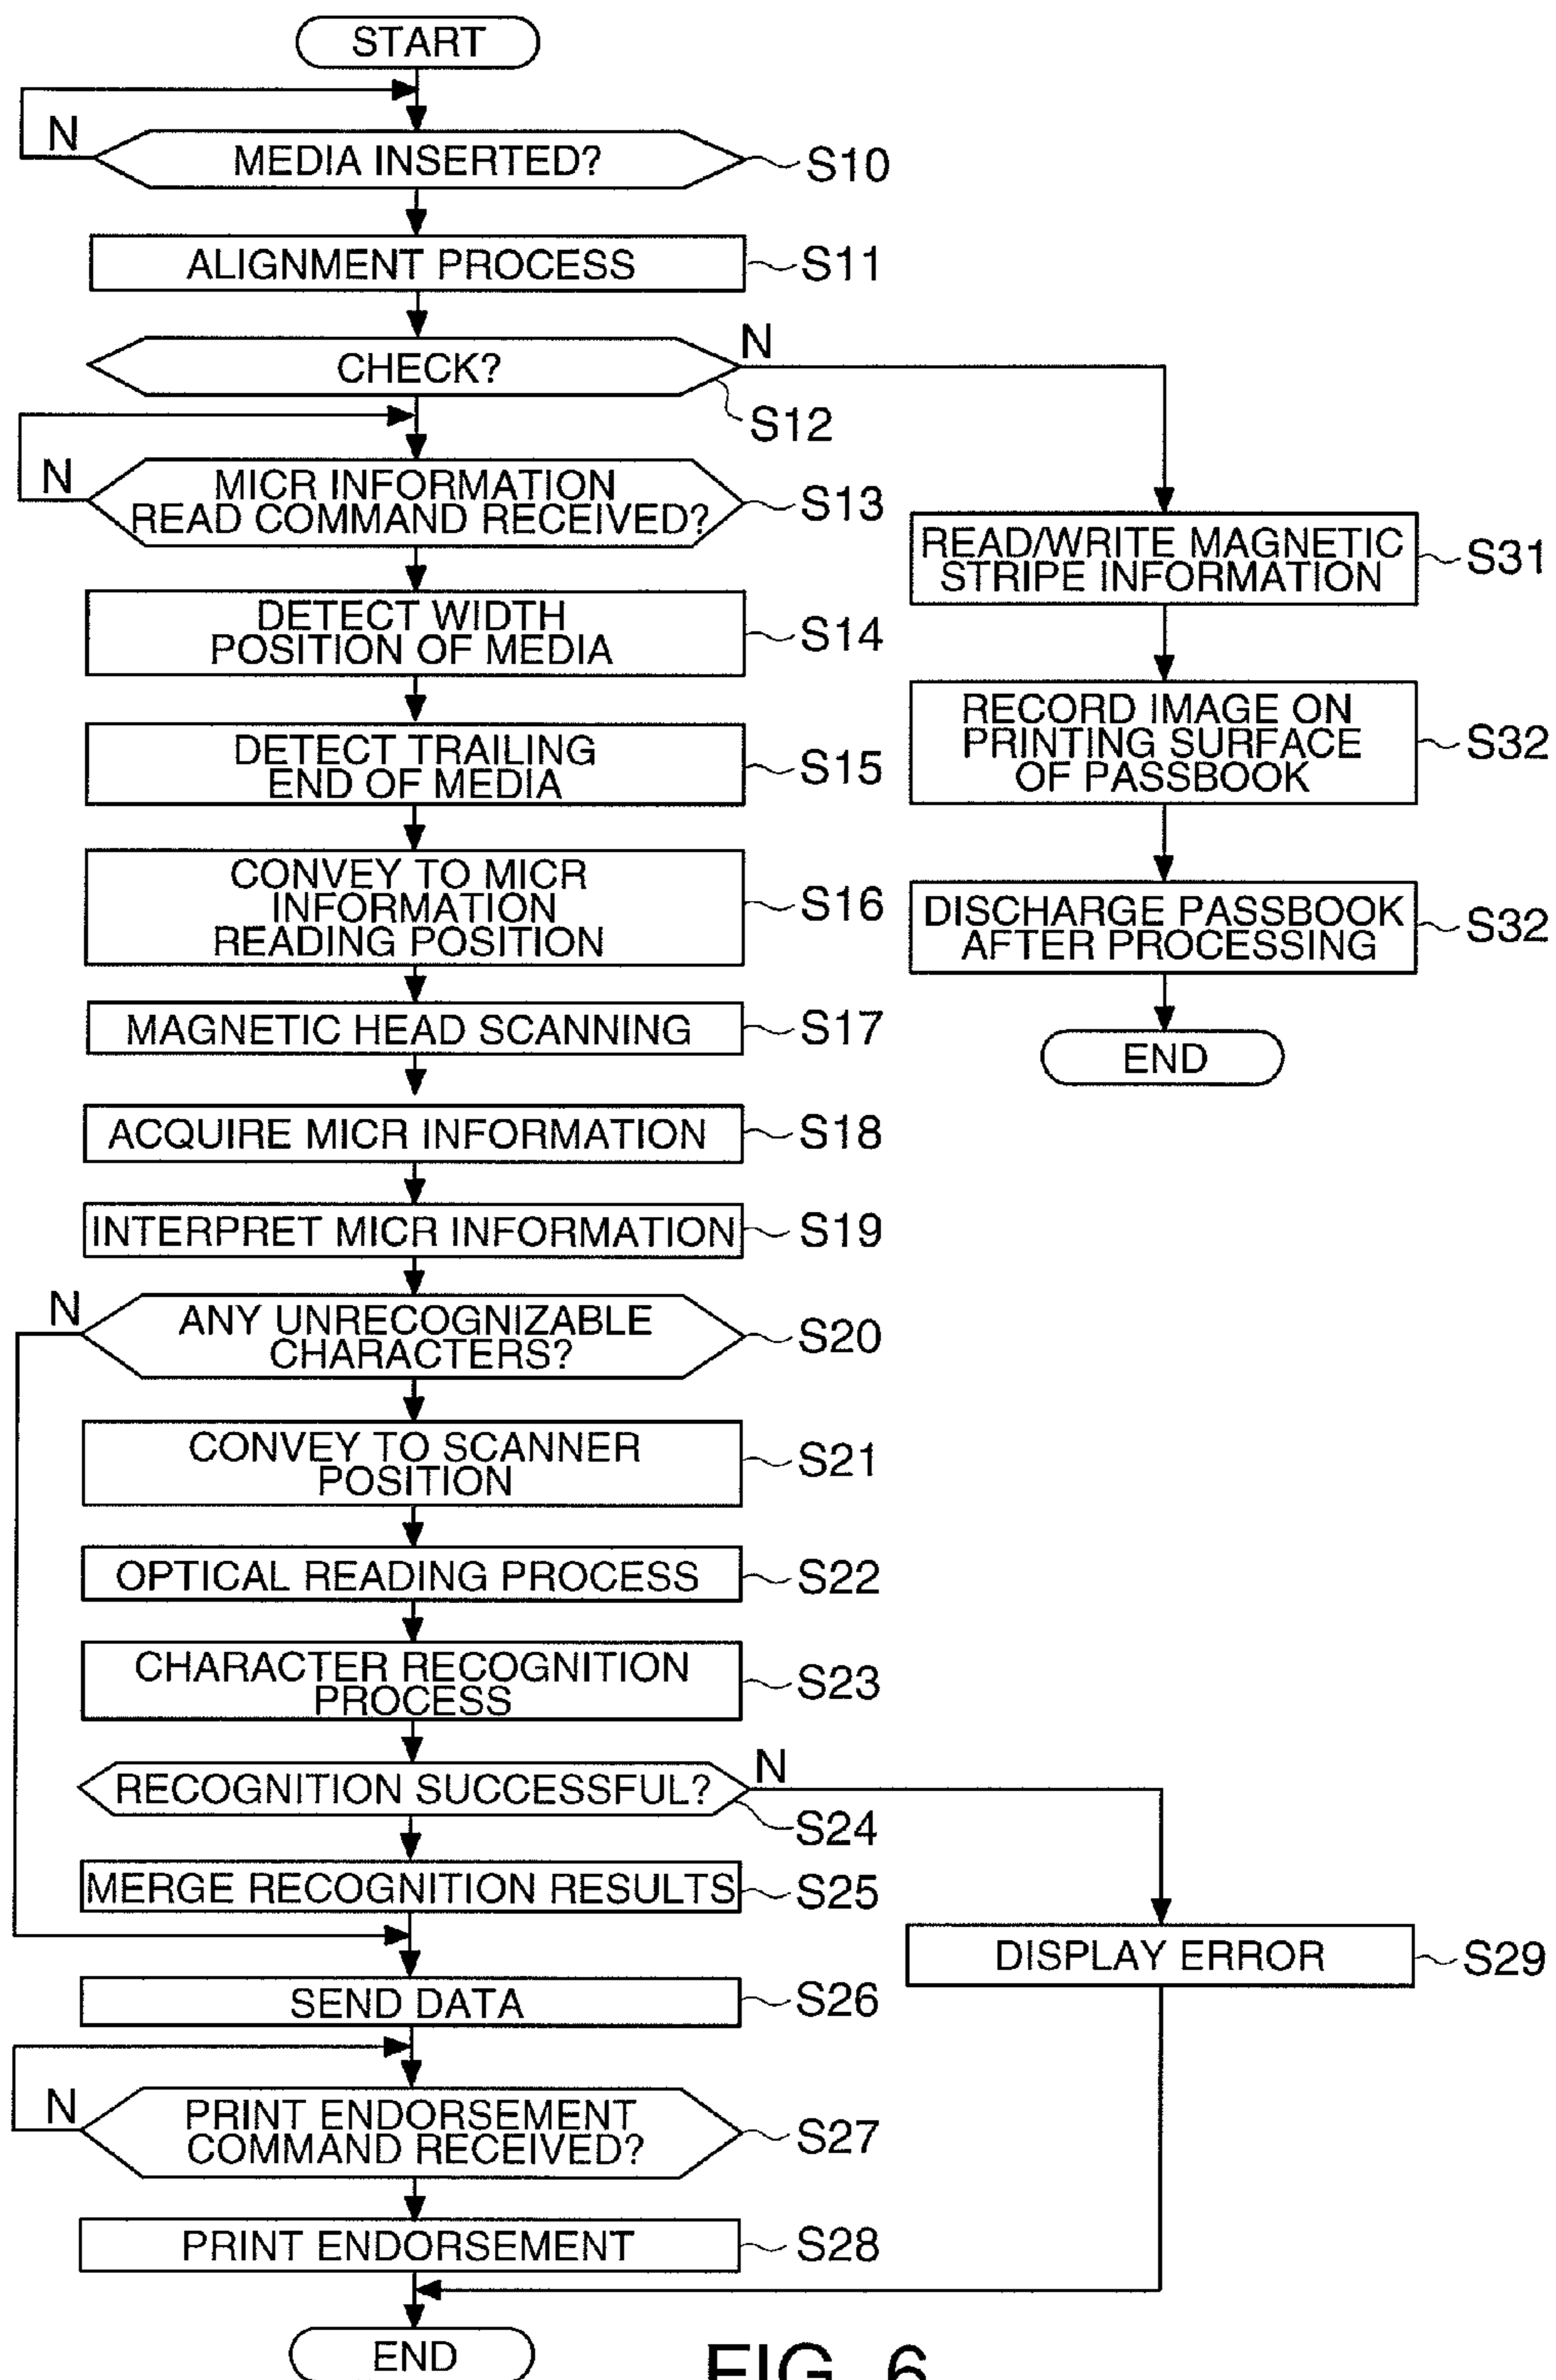 START
N
MEDIA INSERTED?
S10
ALIGNMENT PROCESS
S11
CHECK?
N
S12
N
MICR INFORMATION
READ COMMAND RECEIVED?
S13
READ/WRITE MAGNETIC
STRIPE INFORMATION
S31
DETECT WIDTH
POSITION OF MEDIA
S14
RECORD IMAGE ON
PRINTING SURFACE
OF PASSBOOK
S32
DETECT TRAILING
END OF MEDIA
S15
CONVEY TO MICR
INFORMATION
READING POSITION
S16
DISCHARGE PASSBOOK
AFTER PROCESSING
S32
MAGNETIC HEAD SCANNING
S17
END
ACQUIRE MICR INFORMATION
S18
INTERPRET MICR INFORMATION
S19
N
ANY UNRECOGNIZABLE
CHARACTERS?
S20
CONVEY TO SCANNER
POSITION
S21
OPTICAL READING PROCESS
S22
CHARACTER RECOGNITION
PROCESS
S23
RECOGNITION SUCCESSFUL?
N
S24
MERGE RECOGNITION RESULTS
S25
DISPLAY ERROR
S29
SEND DATA
S26
N
PRINT ENDORSEMENT
COMMAND RECEIVED?
S27
PRINT ENDORSEMENT
S28
END
FIG. 6